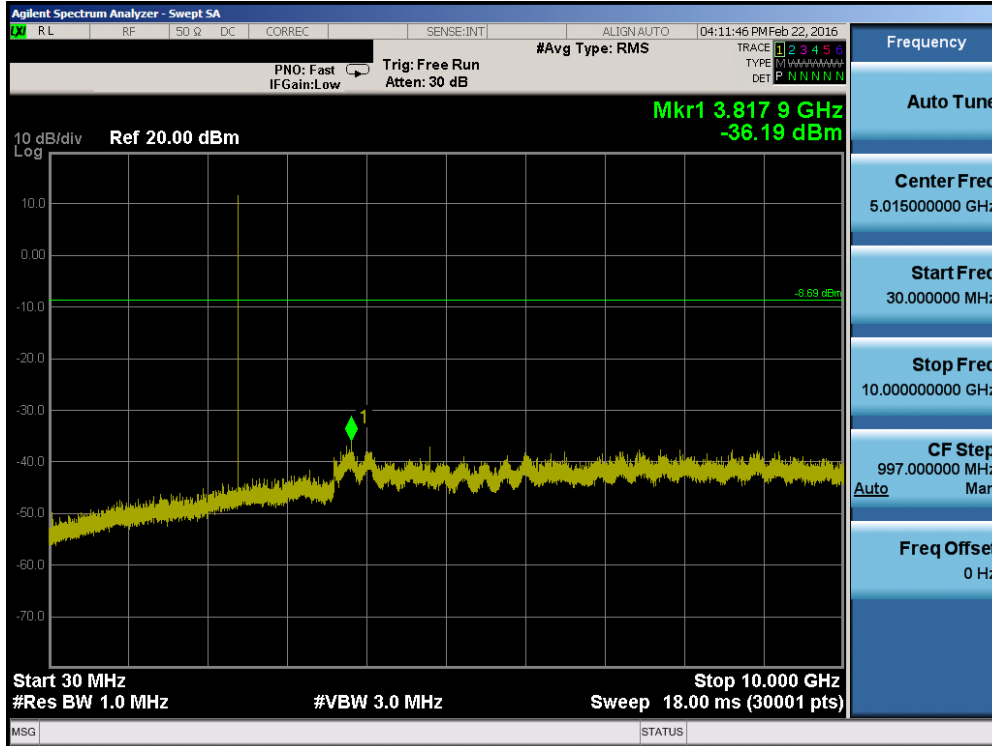 Agilent Spectrum Analyzer - Swept SA
LXI RL RF 50 Ω DC CORREC SENSE:INT ALIGN AUTO 04:11:46 PM Feb 22, 2016
Frequency
#Avg Type: RMS TRACE 1 2 3 4 5 6
PNO: Fast Trig: Free Run TYPE M WWWWW
IFGain:Low Atten: 30 dB DET P N N N N N
Auto Tune
Mkr1 3.817 9 GHz
10 dB/div Ref 20.00 dBm -36.19 dBm
Log
Center Freq
5.015000000 GHz
10.0
0.00
Start Freq
30.000000 MHz
-8.69 dBm
-10.0
-20.0
Stop Freq
10.000000000 GHz
-30.0
1
-40.0
CF Step
997.000000 MHz
Auto Man
-50.0
Freq Offset
0 Hz
-60.0
-70.0
Start 30 MHz Stop 10.000 GHz
#Res BW 1.0 MHz #VBW 3.0 MHz Sweep 18.00 ms (30001 pts)
MSG STATUS